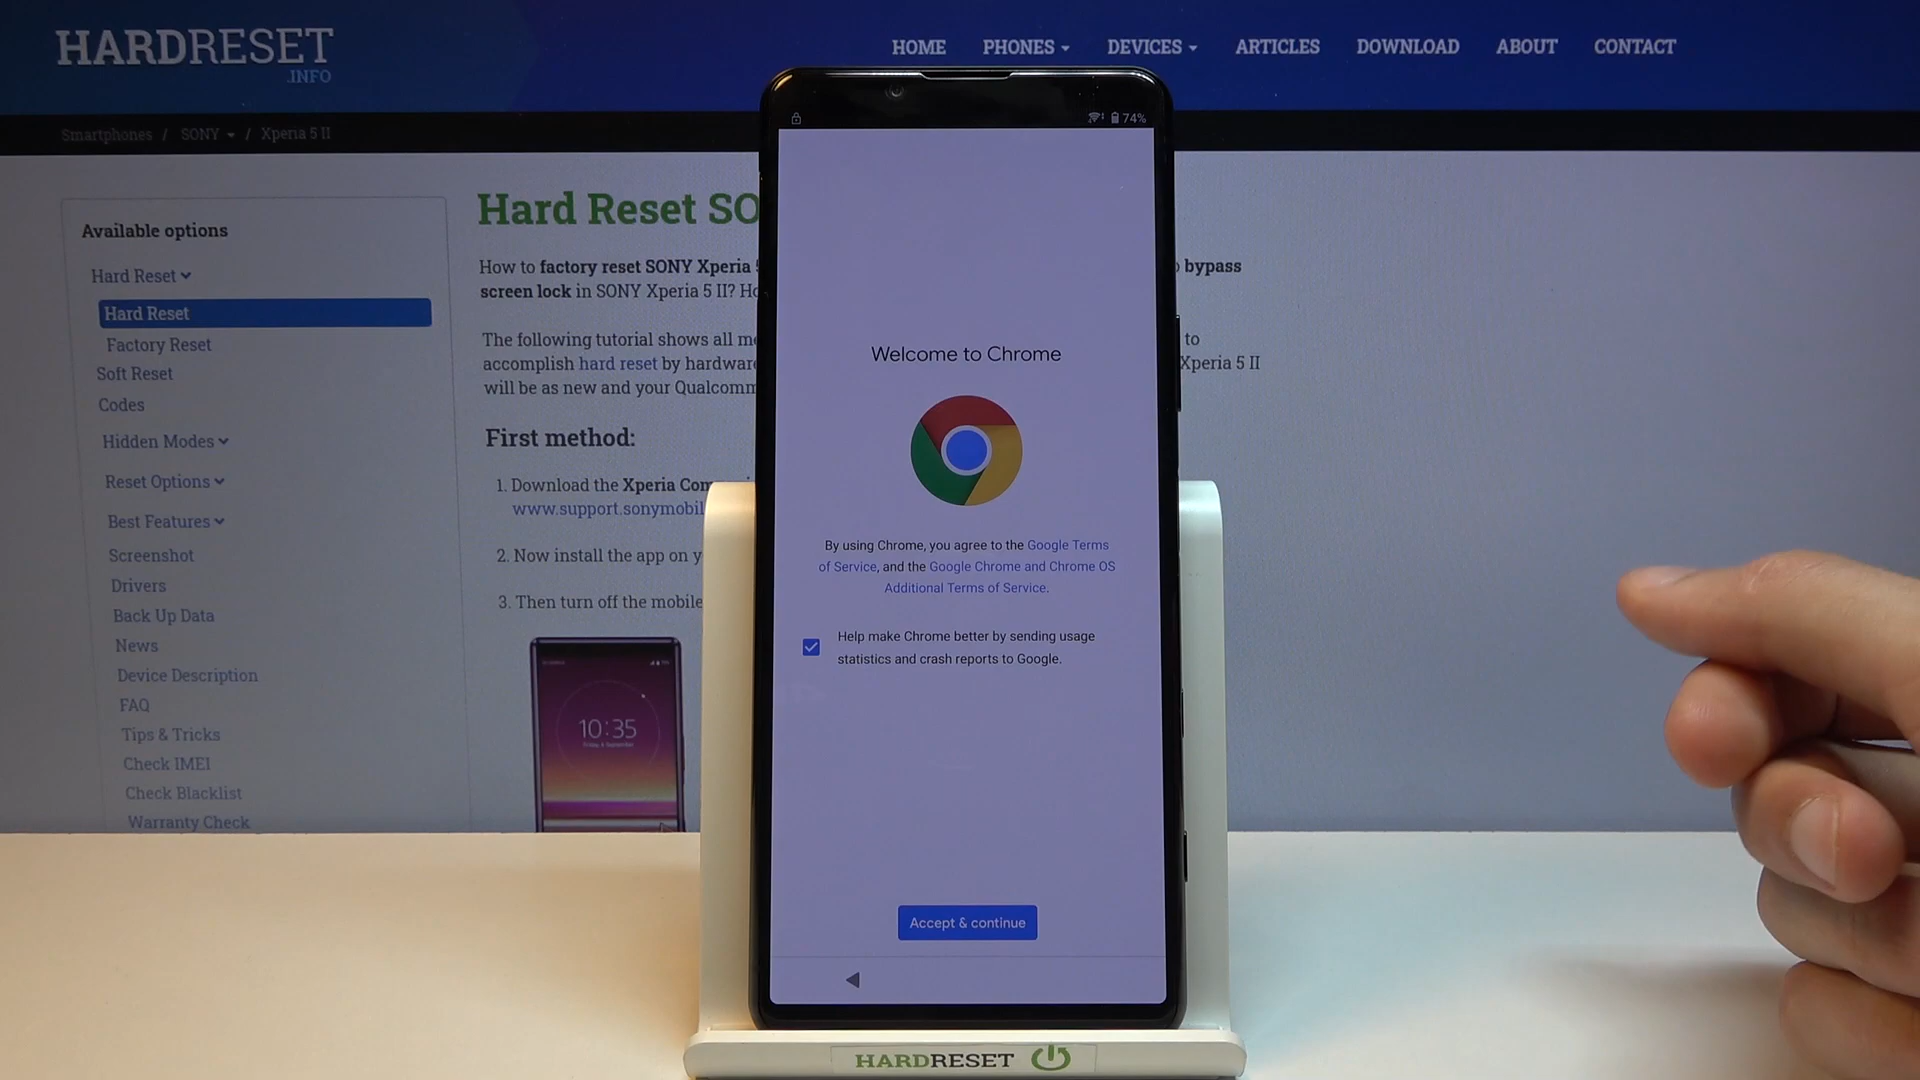 HARDRESET
.INFO
HOME PHONES DEVICES ARTICLES DOWNLOAD ABOUT CONTACT
Smartphones / SONY / Xperia 5 II
Available options
Hard Reset
Hard Reset
Factory Reset
Soft Reset
Codes
Hidden Modes
Reset Options
Best Features
Screenshot
Drivers
Back Up Data
News
Device Description
FAQ
Tips & Tricks
Check IMEI
Check Blacklist
Warranty Check
Hard Reset SO
How to factory reset SONY Xperia bypass
screen lock in SONY Xperia 5 II?
The following tutorial shows all to
accomplish hard reset by hardware Xperia 5 II
will be as new and your
First method:
1. Download the Xperia
www.support.sonymobil
2. Now install the app on
3. Then turn off the mobile
10:35
74%
Welcome to Chrome
By using Chrome, you agree to the Google Terms
of Service, and the Google Chrome and Chrome OS
Additional Terms of Service.
Help make Chrome better by sending usage
statistics and crash reports to Google.
Accept & continue
HARDRESET